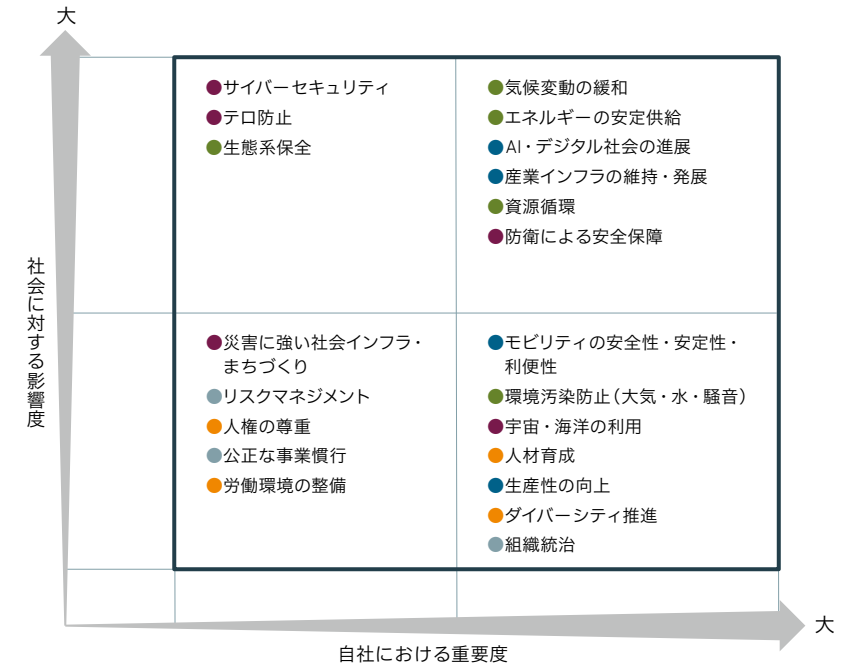 大
社会に対する影響度
●サイバーセキュリティ
●テロ防止
●生態系保全
●気候変動の緩和
●エネルギーの安定供給
●AI・デジタル社会の進展
●産業インフラの維持・発展
●資源循環
●防衛による安全保障
●災害に強い社会インフラ・
まちづくり
●リスクマネジメント
●人権の尊重
●公正な事業慣行
●労働環境の整備
●モビリティの安全性・安定性・
利便性
●環境汚染防止（大気・水・騒音）
●宇宙・海洋の利用
●人材育成
●生産性の向上
●ダイバーシティ推進
●組織統治
大
自社における重要度